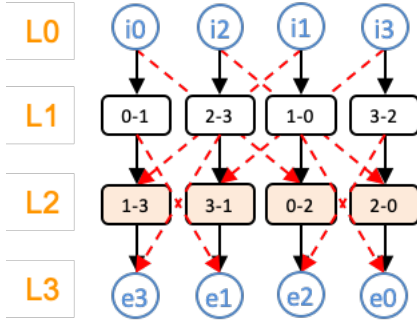 L0 i0 i2 i1 i3
L1 0-1 2-3 1-0 3-2
L2 1-3 3-1 0-2 2-0
L3 e3 e1 e2 e0